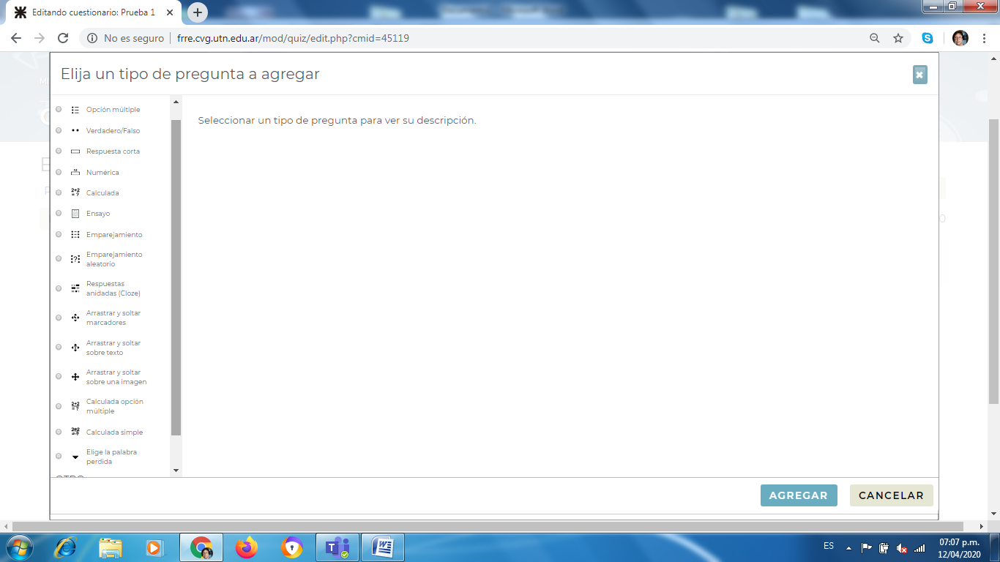 Editando cuestionario: Prueba 1
No es seguro
frre.cvg.utn.edu.ar/mod/quiz/edit.php?cmid=45119
Elija un tipo de pregunta a agregar
Opción múltiple
Verdadero/Falso
Respuesta corta
Numérica
Calculada
Ensayo
Emparejamiento
Emparejamiento
aleatorio
Respuestas
anidadas (Cloze)
Arrastrar y soltar
marcadores
Arrastrar y soltar
sobre texto
Arrastrar y soltar
sobre una imagen
Calculada opción
múltiple
Calculada simple
Elige la palabra
perdida
Seleccionar un tipo de pregunta para ver su descripción.
AGREGAR
CANCELAR
ES
07:07 p.m.
12/04/2020